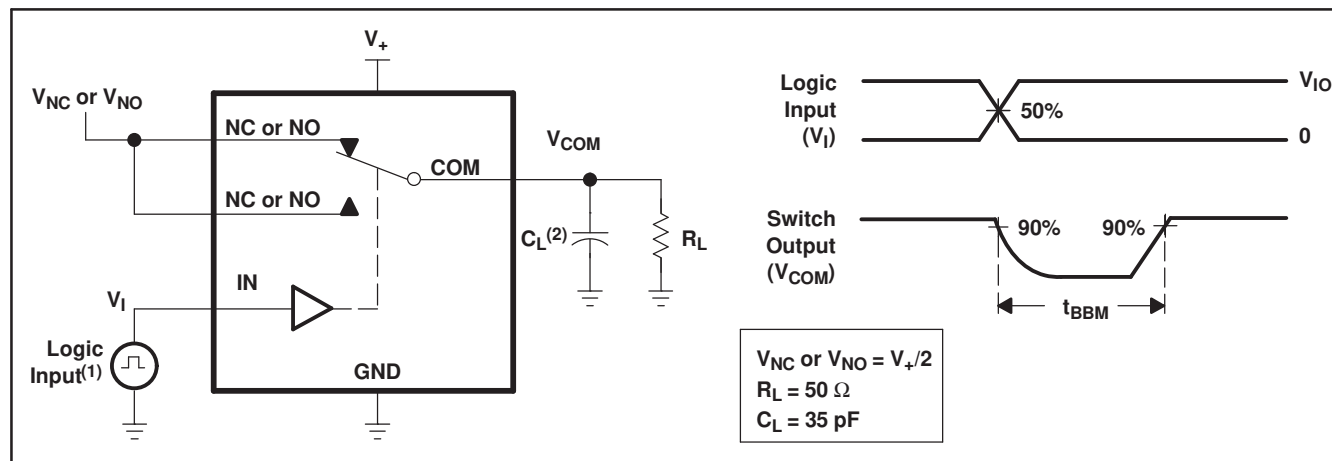 V+
VNC or VNO
NC or NO
VCOM
COM
NC or NO
CL(2)
RL
IN
VI
Logic
Input(1)
GND
Logic
Input
(VI)
VIO
50%
0
Switch
Output
(VCOM)
90%
90%
tBBM
VNC or VNO = V+/2
RL = 50 Ω
CL = 35 pF